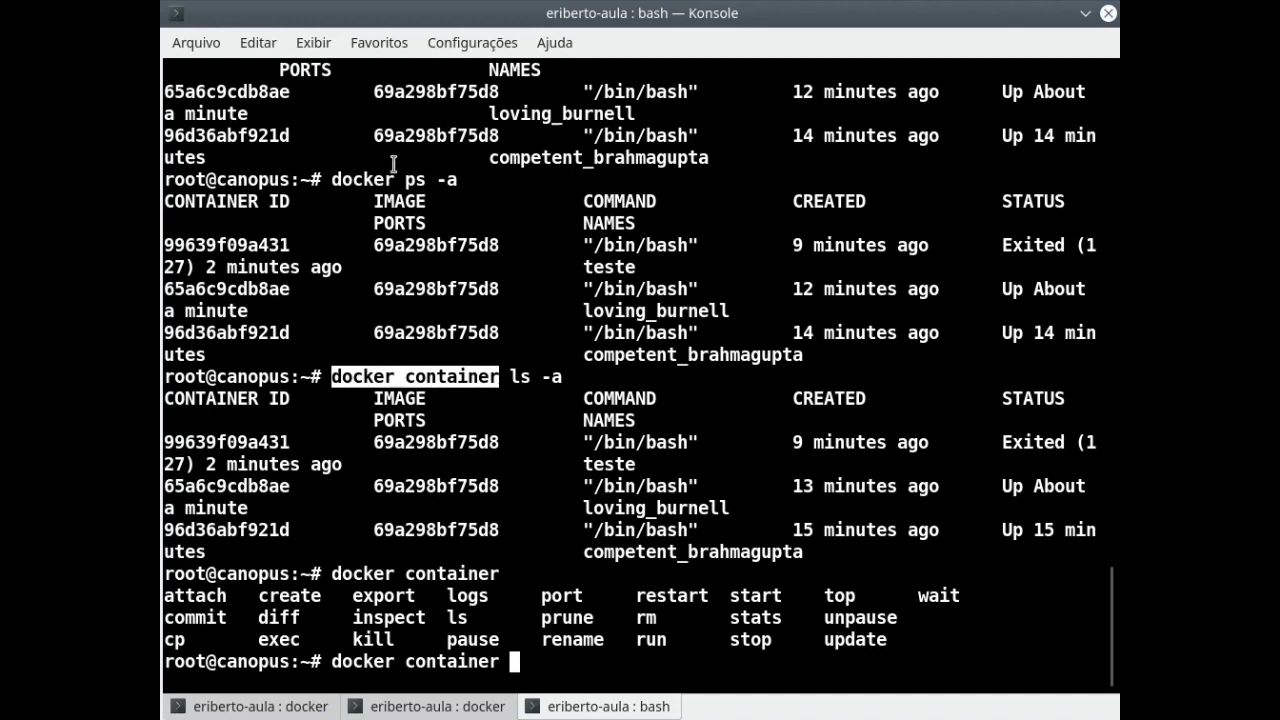 eriberto-aula : bash — Konsole
Arquivo Editar Exibir Favoritos Configurações Ajuda
PORTS NAMES
65a6c9cdb8ae 69a298bf75d8 "/bin/bash" 12 minutes ago Up About
a minute loving_burnell
96d36abf921d 69a298bf75d8 "/bin/bash" 14 minutes ago Up 14 min
utes competent_brahmagupta
root@canopus:~# docker ps -a
CONTAINER ID IMAGE COMMAND CREATED STATUS
PORTS NAMES
99639f09a431 69a298bf75d8 "/bin/bash" 9 minutes ago Exited (1
27) 2 minutes ago teste
65a6c9cdb8ae 69a298bf75d8 "/bin/bash" 12 minutes ago Up About
a minute loving_burnell
96d36abf921d 69a298bf75d8 "/bin/bash" 14 minutes ago Up 14 min
utes competent_brahmagupta
root@canopus:~# docker container ls -a
CONTAINER ID IMAGE COMMAND CREATED STATUS
PORTS NAMES
99639f09a431 69a298bf75d8 "/bin/bash" 9 minutes ago Exited (1
27) 2 minutes ago teste
65a6c9cdb8ae 69a298bf75d8 "/bin/bash" 13 minutes ago Up About
a minute loving_burnell
96d36abf921d 69a298bf75d8 "/bin/bash" 15 minutes ago Up 15 min
utes competent_brahmagupta
root@canopus:~# docker container
attach create export logs port restart start top wait
commit diff inspect ls prune rm stats unpause
cp exec kill pause rename run stop update
root@canopus:~# docker container
eriberto-aula : docker eriberto-aula : docker eriberto-aula : bash